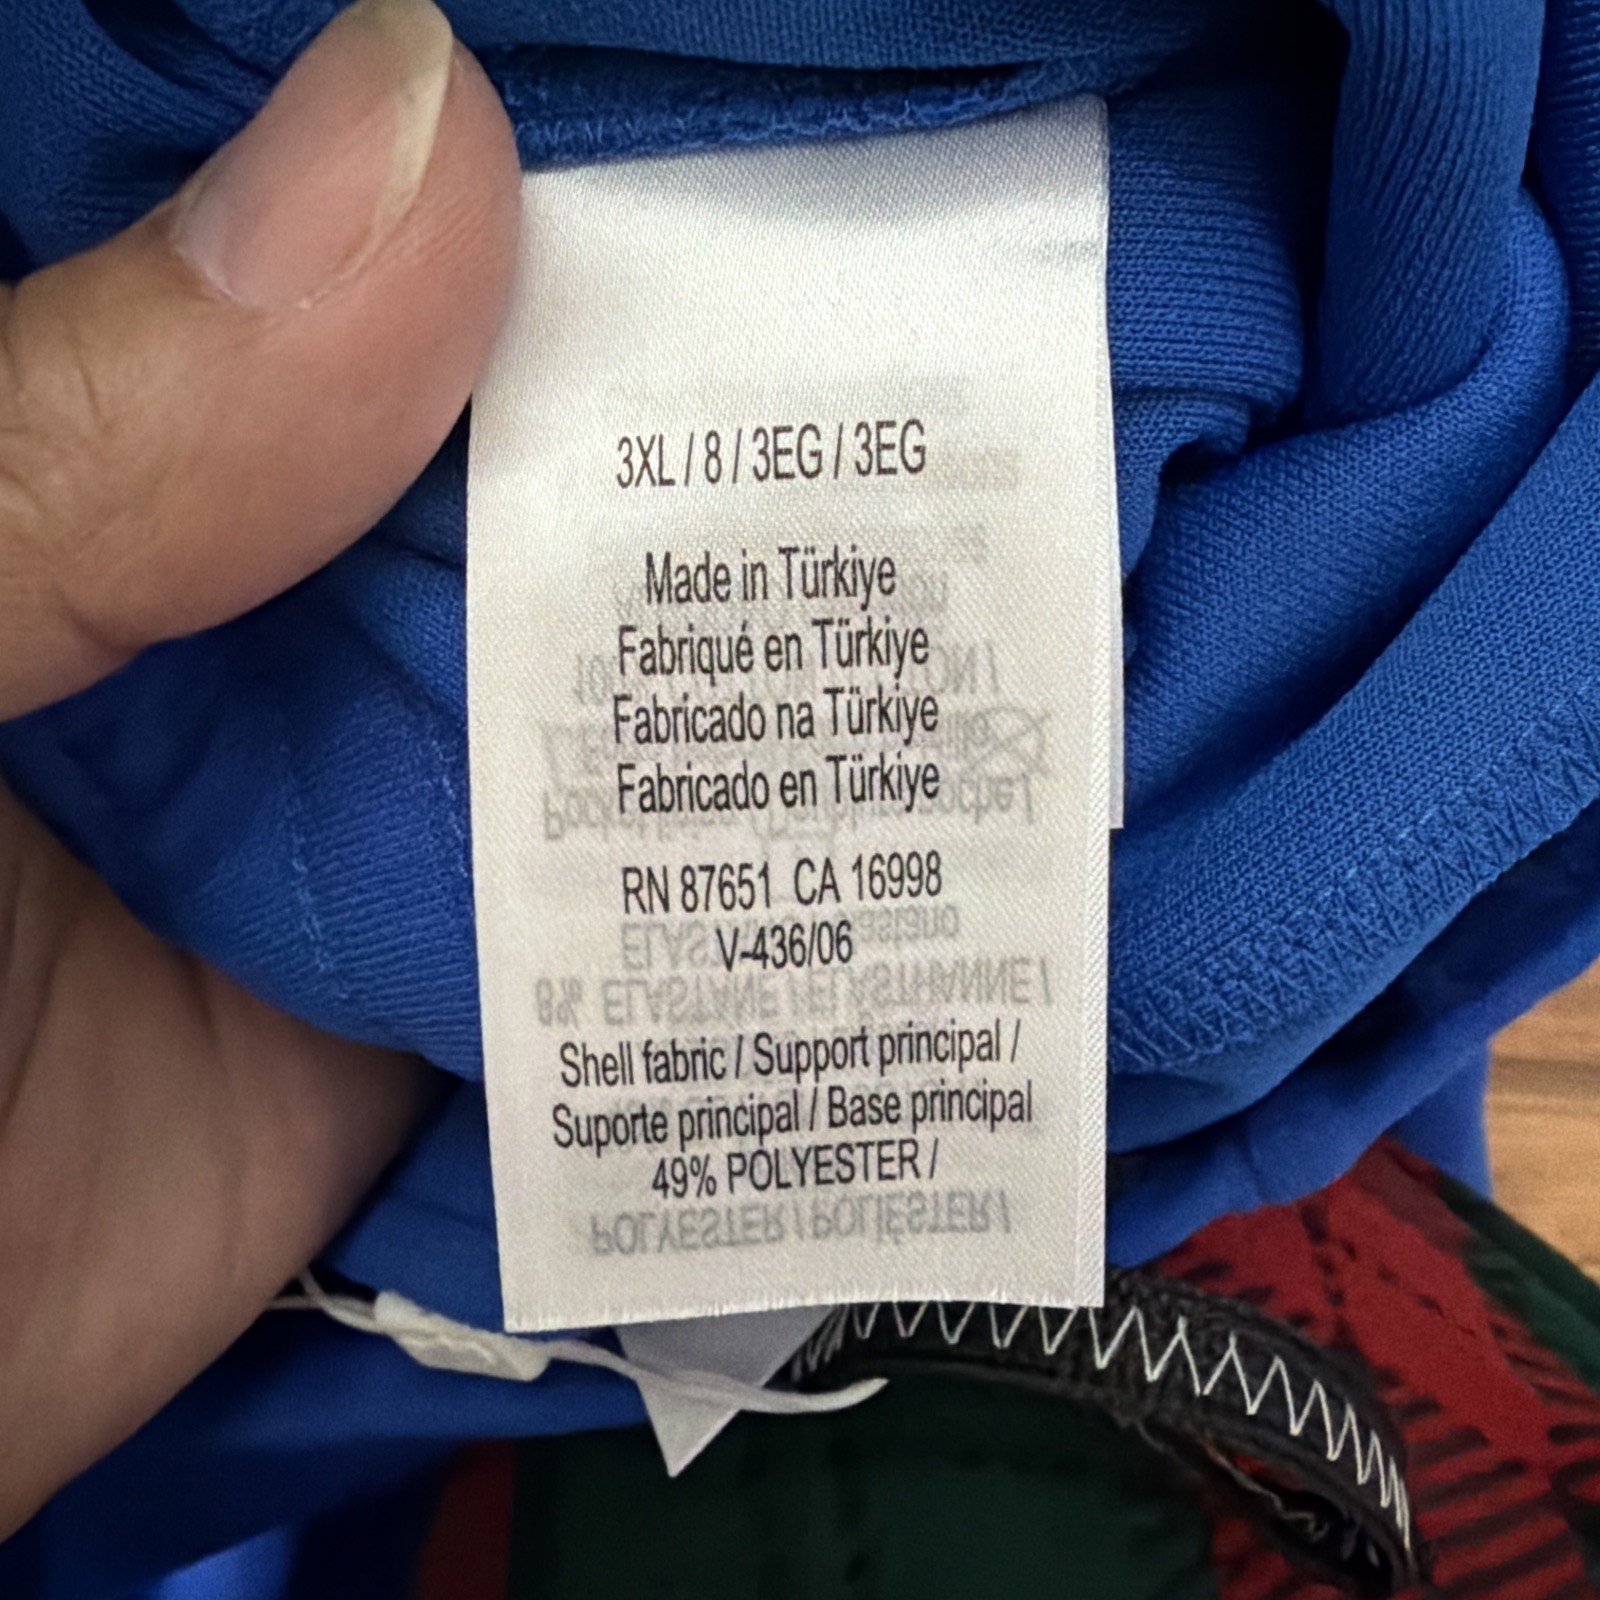 3XL / 8 / 3EG / 3EG
Made in Türkiye
Fabriqué en Türkiye
Fabricado na Türkiye
Fabricado en Türkiye
RN 87651 CA 16998
V-436/06
Shell fabric / Support principal /
Suporte principal / Base principal
49% POLYESTER /